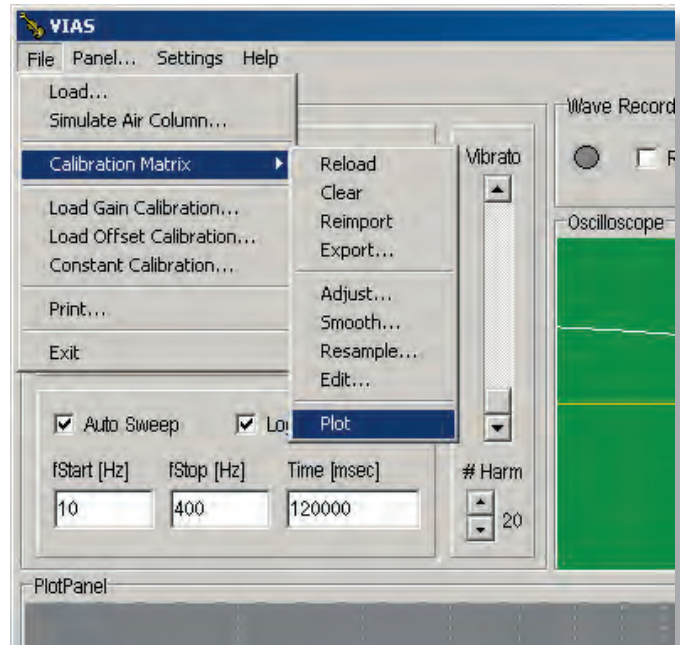 VIAS
File Panel... Settings Help
Load...
Simulate Air Column...
Calibration Matrix
Load Gain Calibration...
Load Offset Calibration...
Constant Calibration...
Print...
Exit
Reload
Clear
Reimport
Export...
Adjust...
Smooth...
Resample...
Edit...
Plot
Vibrato
Wave Record
Oscilloscope
Auto Sweep
fStart [Hz] fStop [Hz] Time [msec] # Harm
10 400 120000 20
PlotPanel